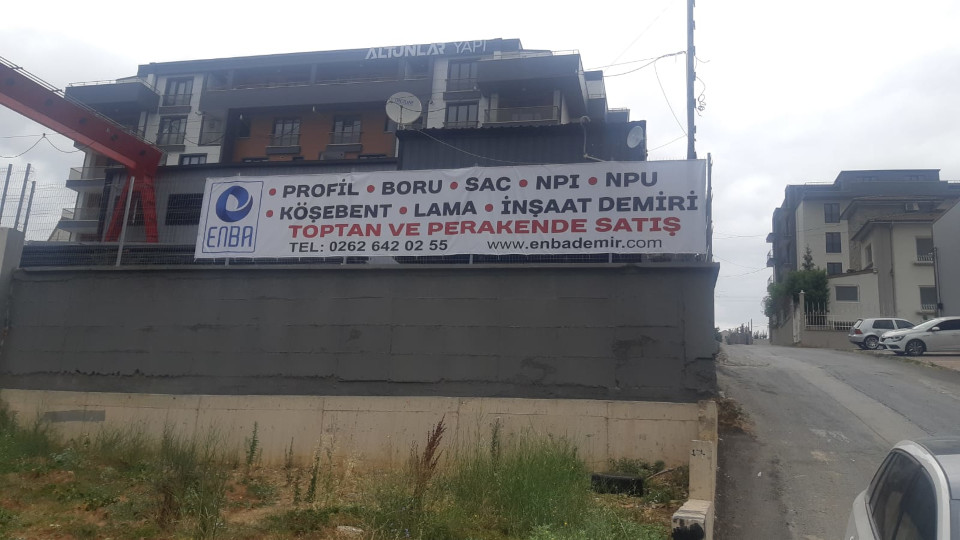 ALTUNLAR YAPI
• PROFİL • BORU • SAC • NPI • NPU
• KÖŞEBENT • LAMA • İNŞAAT DEMİRİ
TOPTAN VE PERAKENDE SATIŞ
TEL: 0262 642 02 55 www.enbademir.com
ENBA